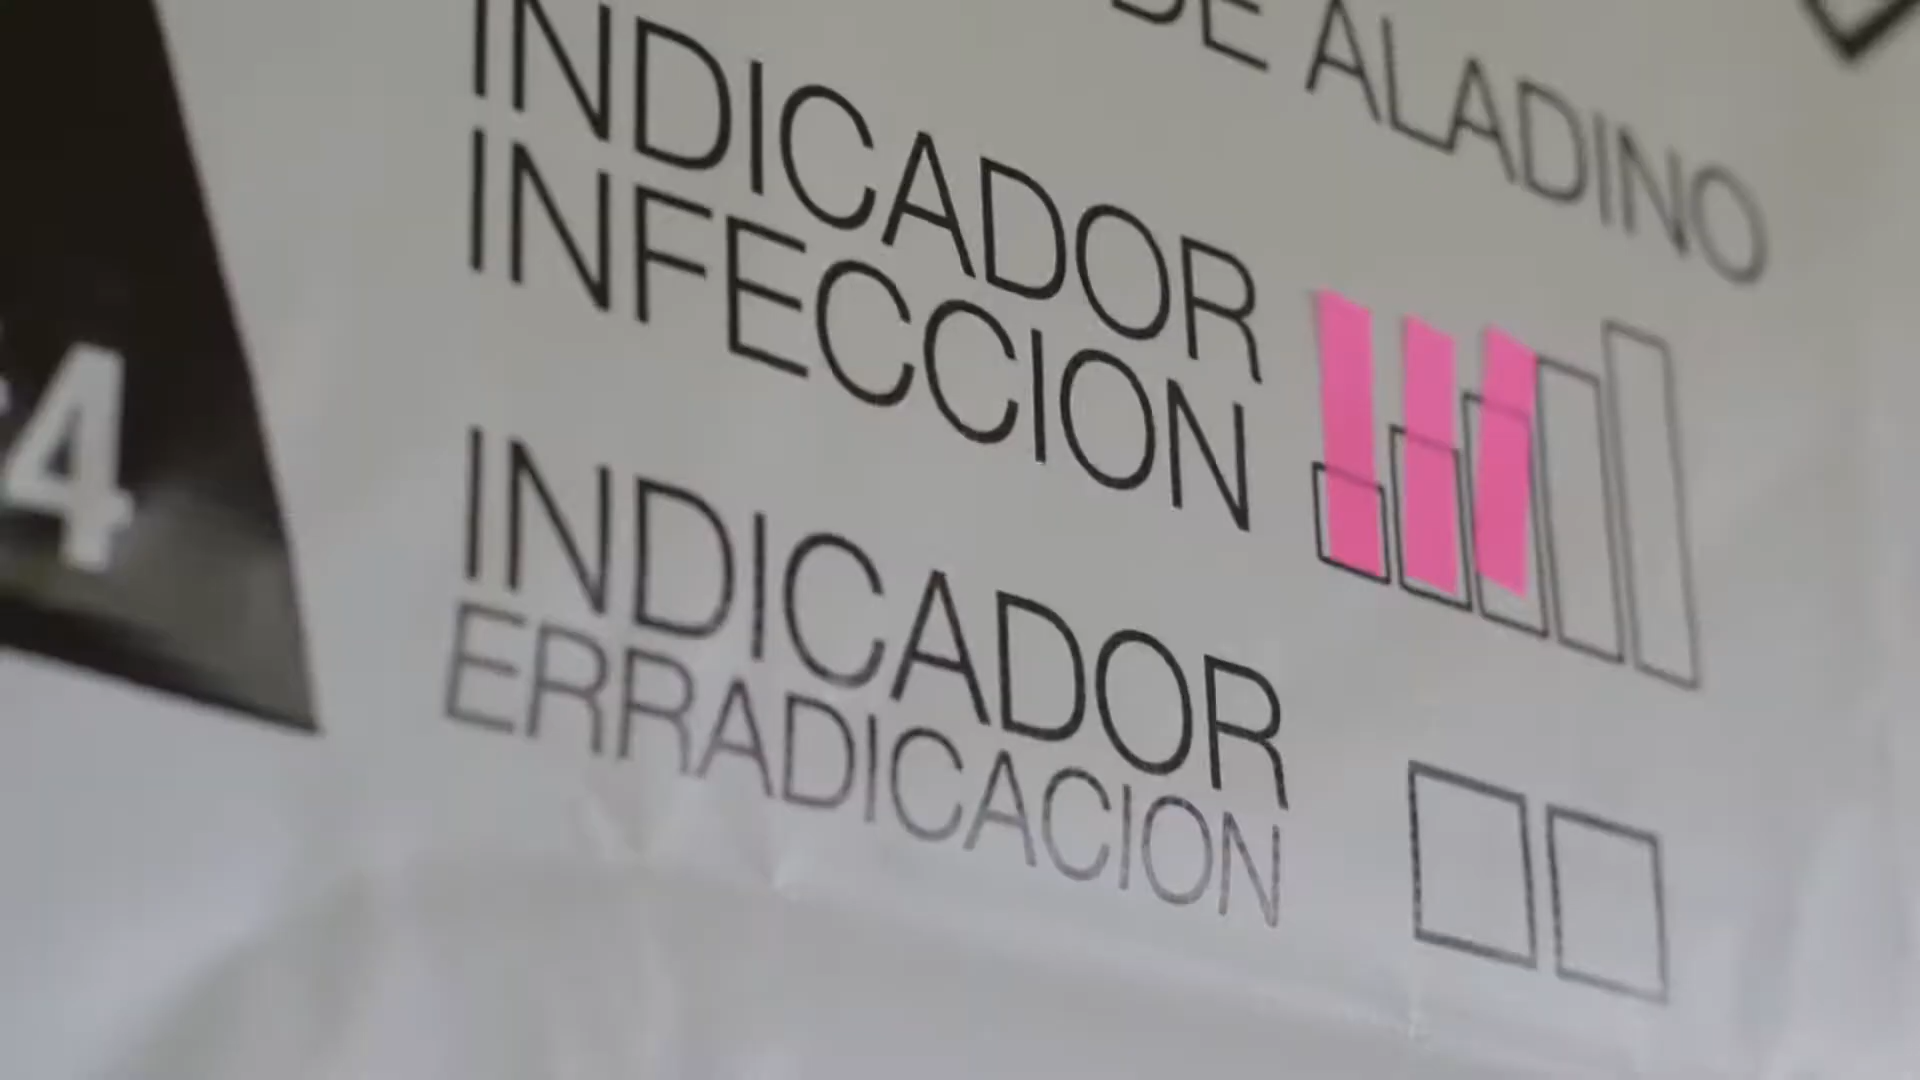 DE ALADINO
INDICADOR
INFECCION
INDICADOR
ERRADICACION
4